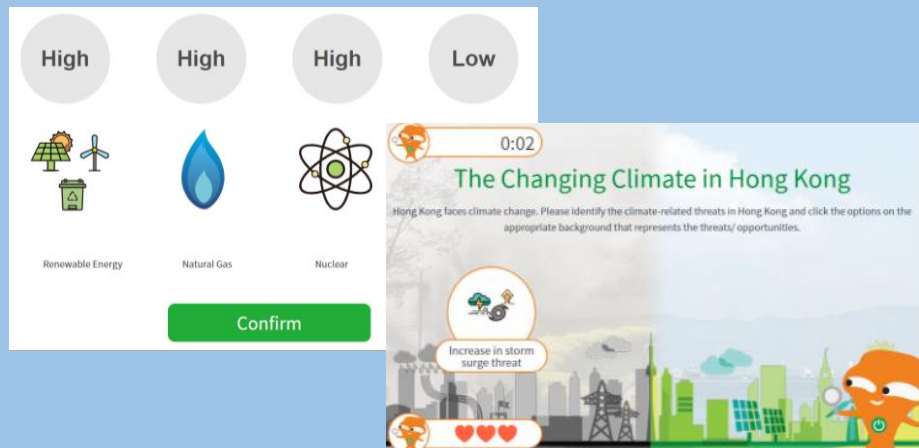 High
High
High
Low
Renewable Energy
Natural Gas
Nuclear
Confirm
0:02
The Changing Climate in Hong Kong
Hong Kong faces climate change. Please identify the climate-related threats in Hong Kong and click the options on the
appropriate background that represents the threats/ opportunities.
Increase in storm
surge threat